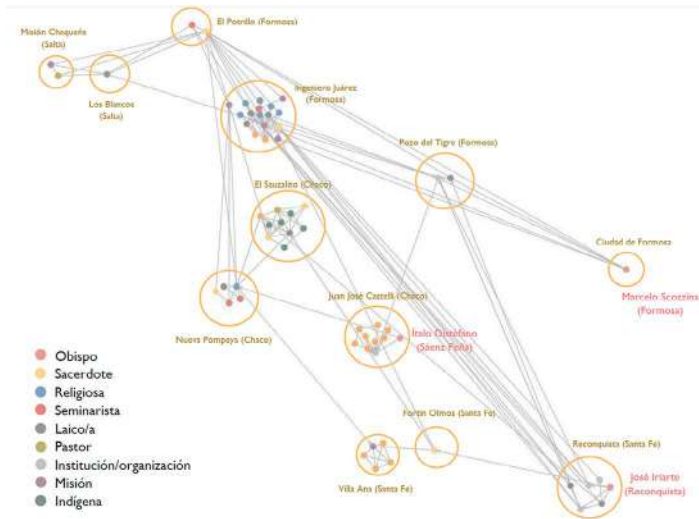 El Potrillo (Formosa)
Misión Chaqueña
(Salta)
Ingeniero Juárez
(Formosa)
Los Blancos
(Salta)
Pozo del Tigre (Formosa)
El Sauzalito (Chaco)
Ciudad de Formosa
Marcelo Scozzina
(Formosa)
Juan José Castelli (Chaco)
Nueva Pompeya (Chaco)
Ítalo Distéfano
(Sáenz Peña)
Obispo
Sacerdote
Religiosa
Seminarista
Laico/a
Pastor
Institución/organización
Misión
Indígena
Fortín Olmos (Santa Fe)
Reconquista (Santa Fe)
Villa Ana (Santa Fe)
José Iriarte
(Reconquista)